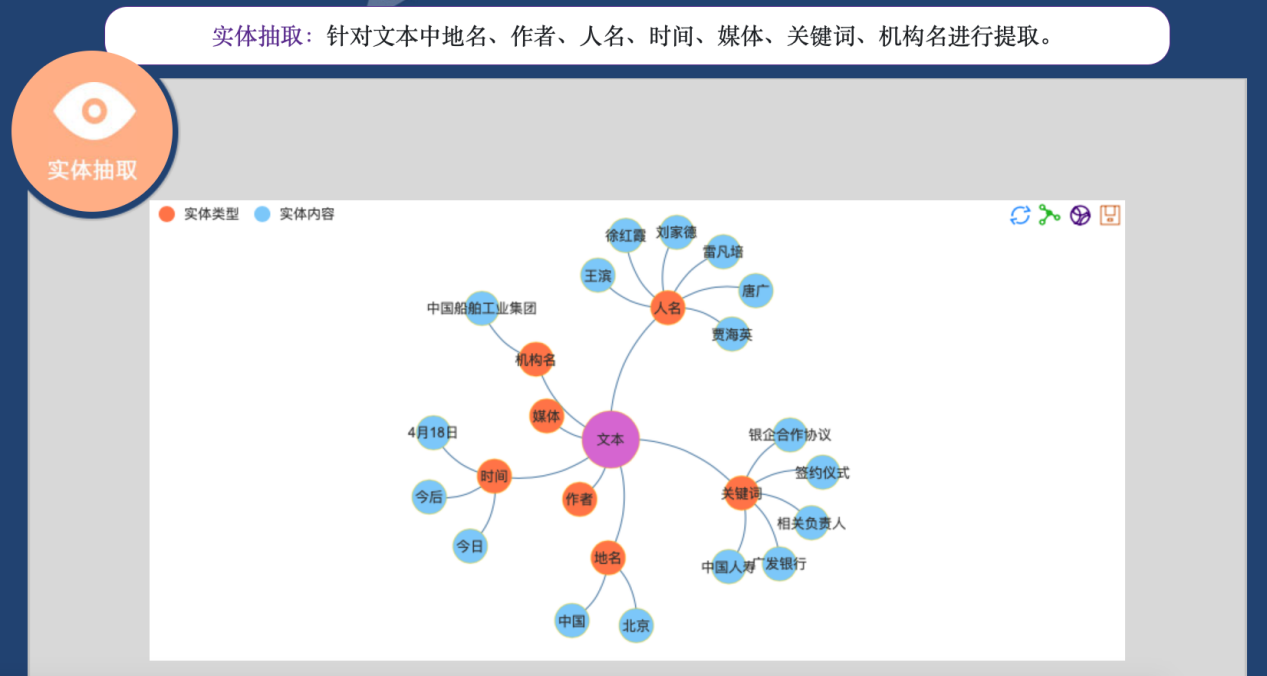 实体抽取：针对文本中地名、作者、人名、时间、媒体、关键词、机构名进行提取。
实体抽取
实体类型
实体内容
徐红霞
刘家德
雷凡培
王滨
唐广
人名
中国船舶工业集团
贾海英
机构名
媒体
4月18日
文本
银企合作协议
时间
签约仪式
今后
作者
关键词
相关负责人
今日
地名
中国人寿
广发银行
中国
北京